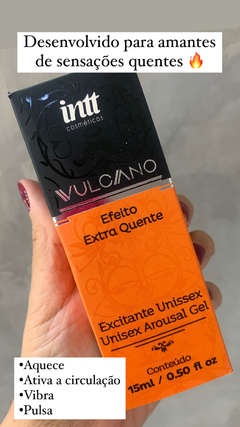 Desenvolvido para amantes
de sensações quentes 🔥
intt
cosméticos
VULCANO
Efeito
Extra Quente
Excitante Unissex
Unisex Arousal Gel
Conteúdo
15ml / 0.50 fl oz
•Aquece
•Ativa a circulação
•Vibra
•Pulsa